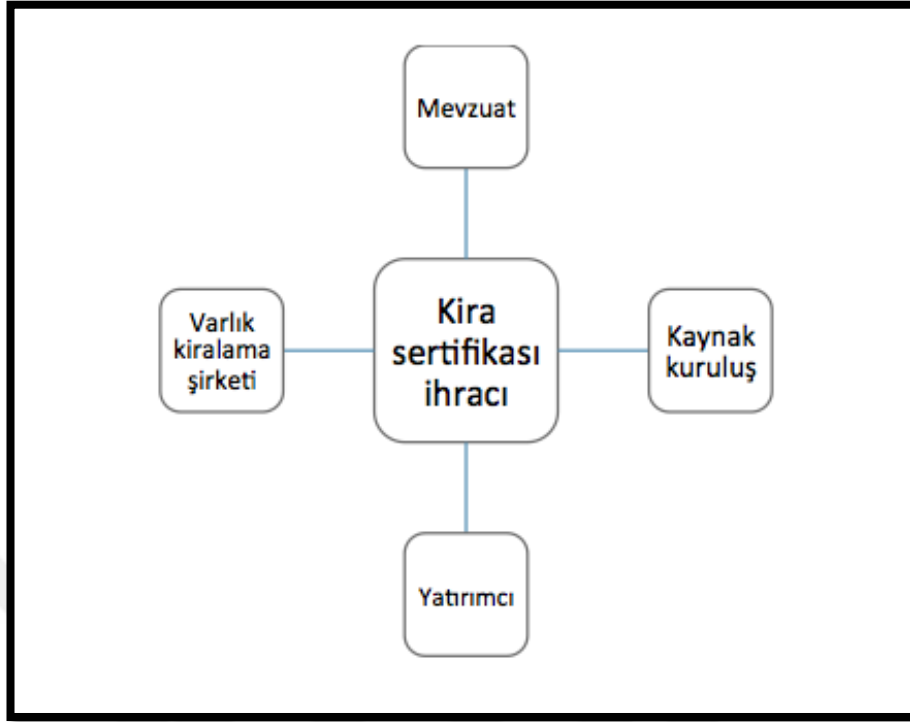 Mevzuat
Varlık
kiralama
şirketi
Kira
sertifikası
ihracı
Kaynak
kuruluş
Yatırımcı